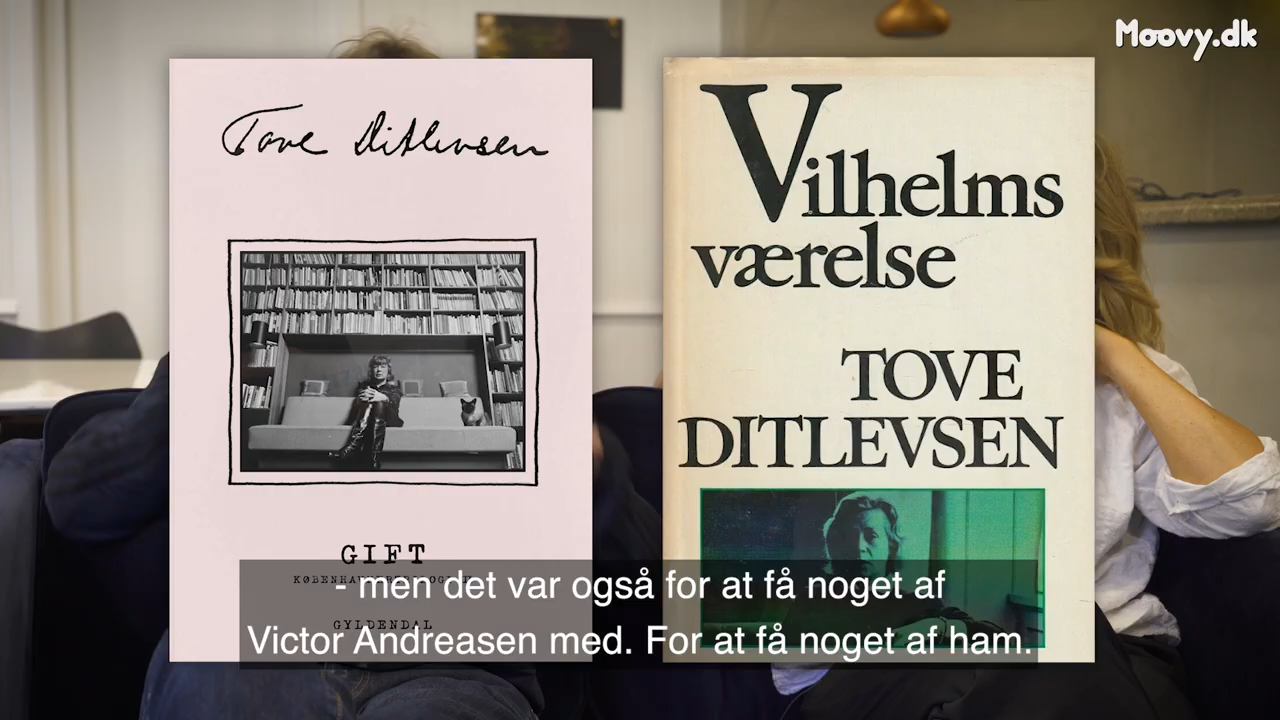 Moovy.dk
Tove Ditlevsen
GIFT
GYLDENDAL
Vilhelms
værelse
TOVE
DITLEVSEN
- men det var også for at få noget af
Victor Andreasen med. For at få noget af ham.